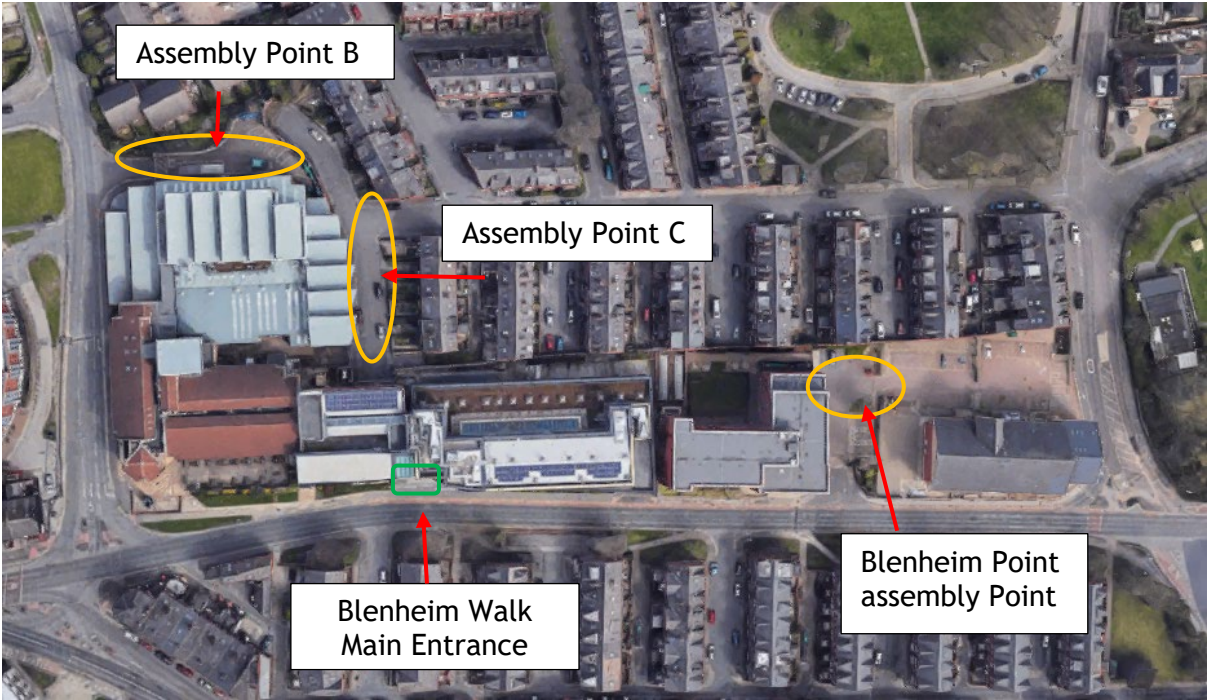 Assembly Point B
Assembly Point C
Blenheim Walk
Main Entrance
Blenheim Point
assembly Point